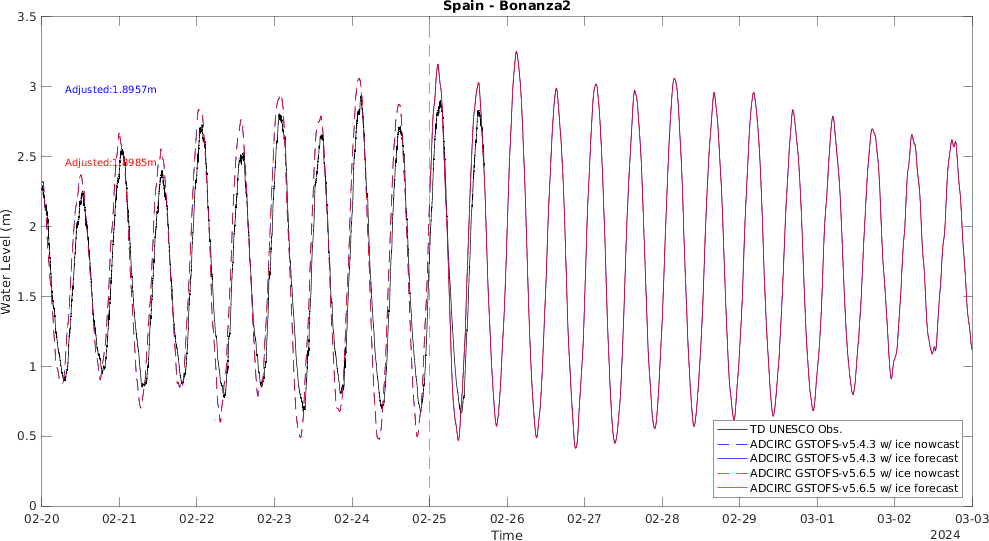 Spain - Bonanza2
3.5
3
2.5
2
1.5
1
0.5
0
Water Level (m)
Adjusted:1.8957m
Adjusted:1.8985m
TD UNESCO Obs.
ADCIRC GSTOFS-v5.4.3 w/ ice nowcast
ADCIRC GSTOFS-v5.4.3 w/ ice forecast
ADCIRC GSTOFS-v5.6.5 w/ ice nowcast
ADCIRC GSTOFS-v5.6.5 w/ ice forecast
02-20 02-21 02-22 02-23 02-24 02-25 02-26 02-27 02-28 02-29 03-01 03-02 03-03
Time
2024